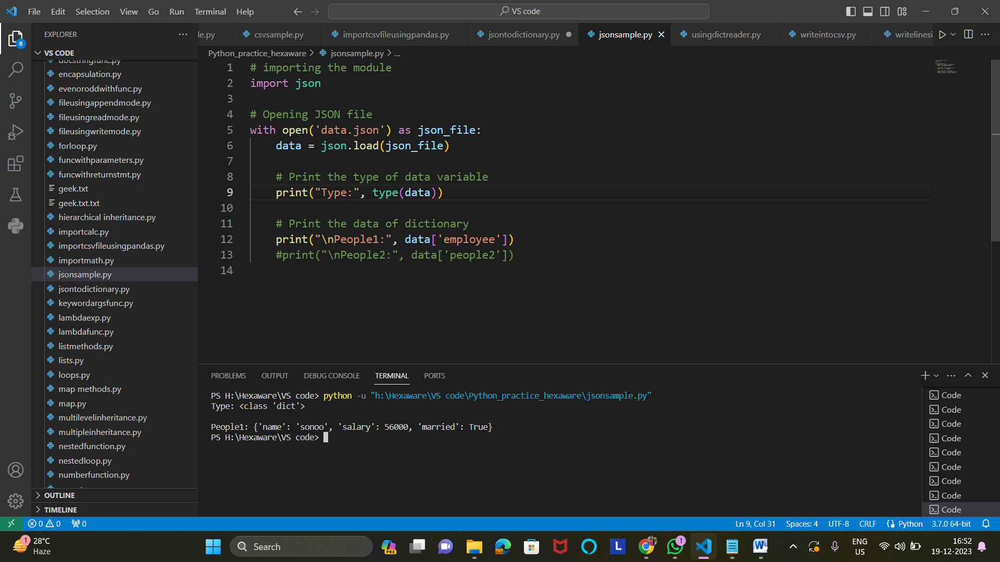 File Edit Selection View Go Run Terminal Help
VS code
EXPLORER
le.py csvsample.py importcsvfileusingpandas.py jsontodictionary.py jsonsample.py usingdictreader.py writeintocsv.py writelinesi
8
VS CODE
Python_practice_hexaware > jsonsample.py > ...
docstringfunc.py
encapsulation.py
evenoroddwithfunc.py
fileusingappendmode.py
fileusingreadmode.py
fileusingwritemode.py
forloop.py
funcwithparameters.py
funcwithreturnstmt.py
geek.txt
geek.txt.txt
hierarchical inheritance.py
importcalc.py
importcsvfileusingpandas.py
importmath.py
jsonsample.py
jsontodictionary.py
keywordargsfunc.py
lambdaexp.py
lambdafunc.py
listmethods.py
lists.py
loops.py
map methods.py
map.py
multilevelinheritance.py
multipleinheritance.py
nestedfunction.py
nestedloop.py
numberfunction.py
OUTLINE
TIMELINE
1 # importing the module
2 import json
3
4 # Opening JSON file
5 with open('data.json') as json_file:
6 data = json.load(json_file)
7
8 # Print the type of data variable
9 print("Type:", type(data))
10
11 # Print the data of dictionary
12 print("\nPeople1:", data['employee'])
13 #print("\nPeople2:", data['people2'])
14
PROBLEMS OUTPUT DEBUG CONSOLE TERMINAL PORTS
PS H:\Hexaware\VS code> python -u "h:\Hexaware\VS code\Python_practice_hexaware\jsonsample.py"
Type: <class 'dict'>
People1: {'name': 'sonoo', 'salary': 56000, 'married': True}
PS H:\Hexaware\VS code>
Code
Code
Code
Code
Code
Code
Code
Code
Code
0 0 0 Ln 9, Col 31 Spaces: 4 UTF-8 CRLF Python 3.7.0 64-bit
1 28°C
Haze
Search
PRE
L
1
W
ENG
US
16:52
19-12-2023